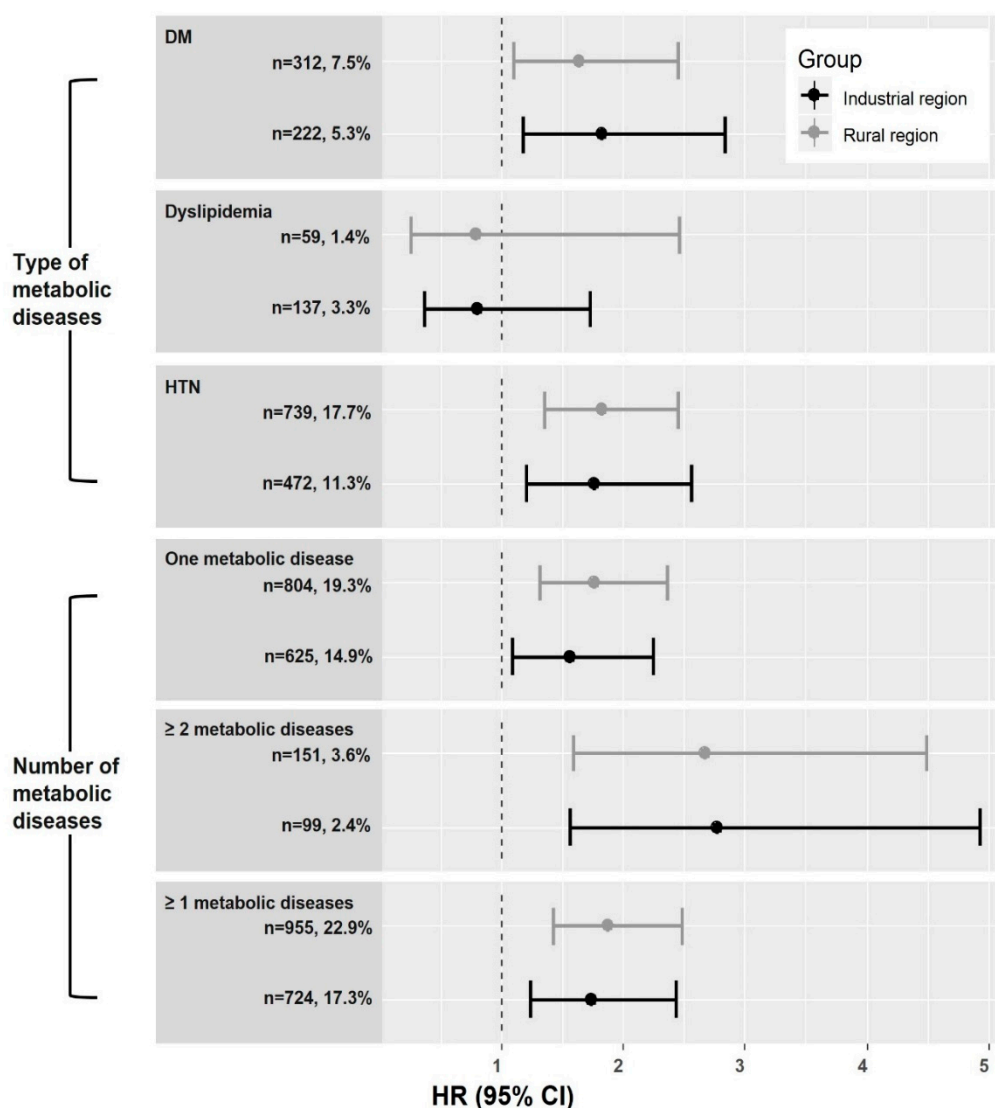 DM
n=312, 7.5%
n=222, 5.3%
Group
Industrial region
Rural region
Dyslipidemia
n=59, 1.4%
n=137, 3.3%
Type of
metabolic
diseases
HTN
n=739, 17.7%
n=472, 11.3%
One metabolic disease
n=804, 19.3%
n=625, 14.9%
≥ 2 metabolic diseases
n=151, 3.6%
n=99, 2.4%
Number of
metabolic
diseases
≥ 1 metabolic diseases
n=955, 22.9%
n=724, 17.3%
1 2 3 4 5
HR (95% CI)